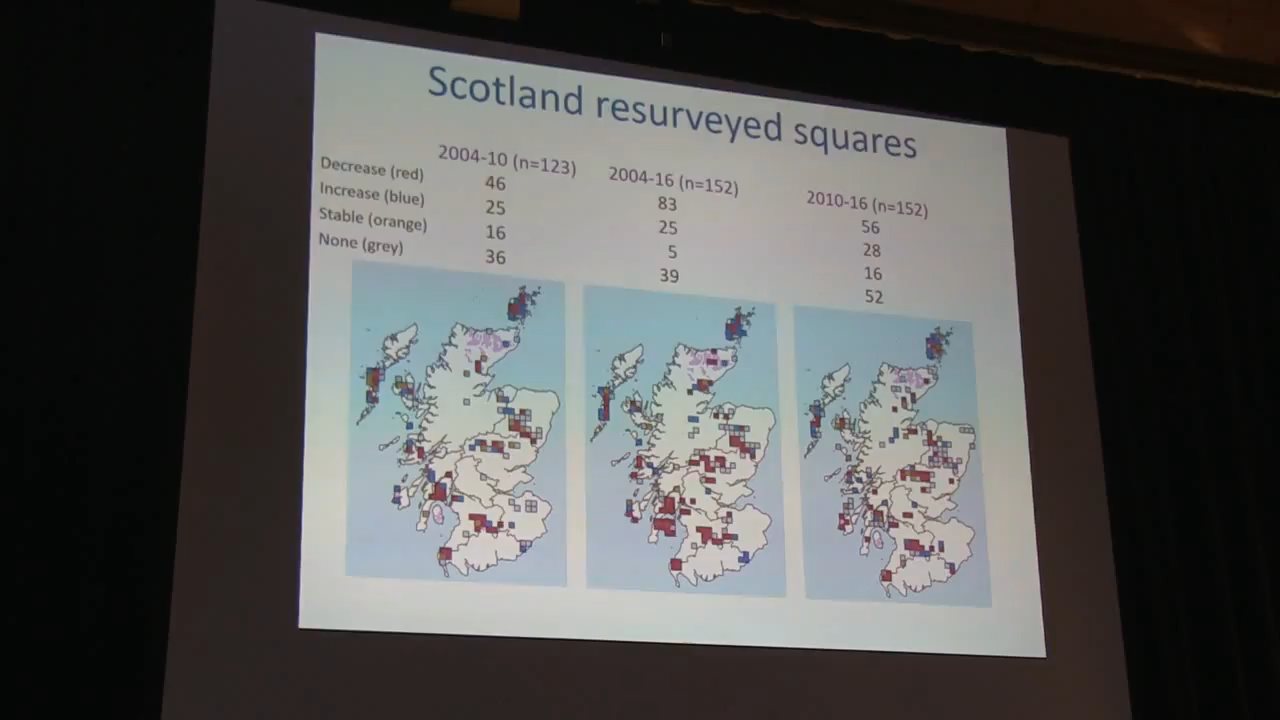 Scotland resurveyed squares
2004-10 (n=123) 2004-16 (n=152) 2010-16 (n=152)
Decrease (red) 46 83 56
Increase (blue) 25 25 28
Stable (orange) 16 5 16
None (grey) 36 39 52